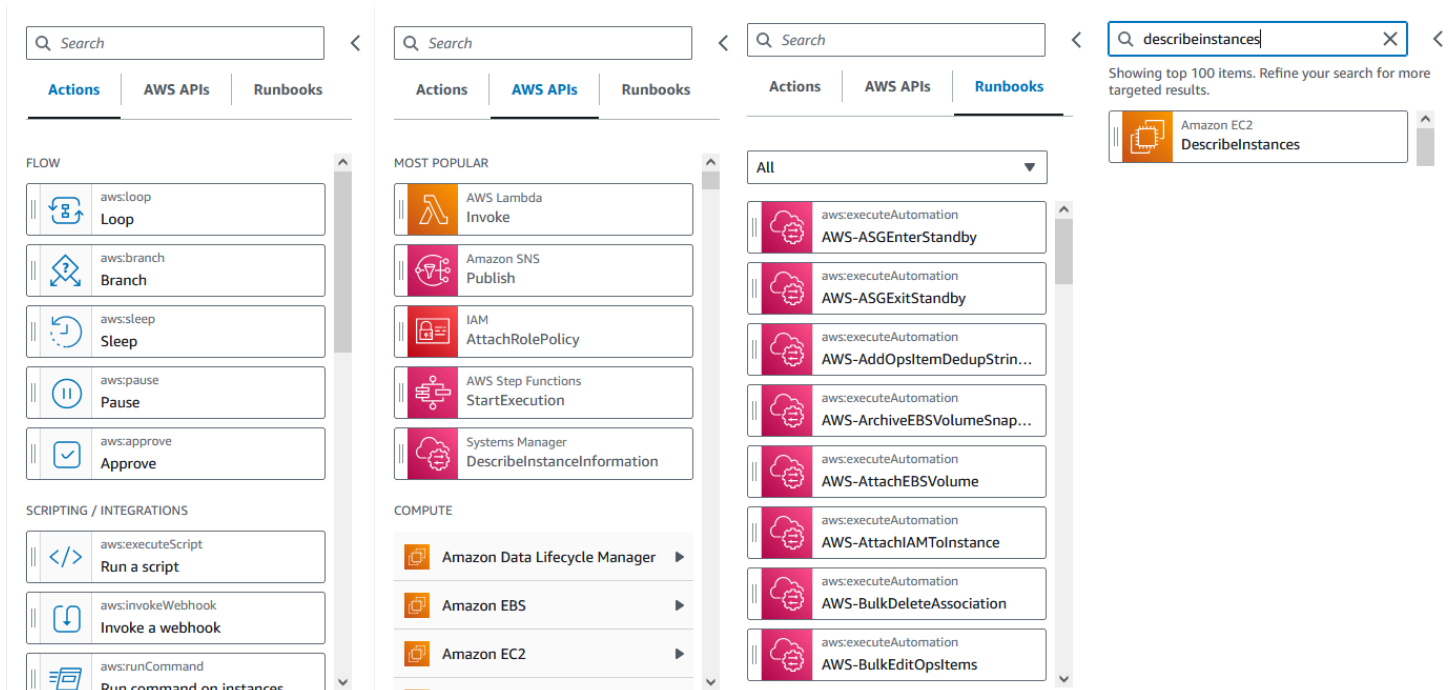 Search
Actions
AWS APIs
Runbooks
FLOW
aws:loop
Loop
aws:branch
Branch
aws:sleep
Sleep
aws:pause
Pause
aws:approve
Approve
SCRIPTING / INTEGRATIONS
aws:executeScript
Run a script
aws:invokeWebhook
Invoke a webhook
aws:runCommand
Run command on instances
Search
Actions
AWS APIs
Runbooks
MOST POPULAR
AWS Lambda
Invoke
Amazon SNS
Publish
IAM
AttachRolePolicy
AWS Step Functions
StartExecution
Systems Manager
DescribeInstanceInformation
COMPUTE
Amazon Data Lifecycle Manager
Amazon EBS
Amazon EC2
Search
Actions
AWS APIs
Runbooks
All
aws:executeAutomation
AWS-ASGEnterStandby
aws:executeAutomation
AWS-ASGExitStandby
aws:executeAutomation
AWS-AddOpsItemDedupStrin...
aws:executeAutomation
AWS-ArchiveEBSVolumeSnap...
aws:executeAutomation
AWS-AttachEBSVolume
aws:executeAutomation
AWS-AttachIAMToInstance
aws:executeAutomation
AWS-BulkDeleteAssociation
aws:executeAutomation
AWS-BulkEditOpsItems
describeinstances
Showing top 100 items. Refine your search for more
targeted results.
Amazon EC2
DescribeInstances